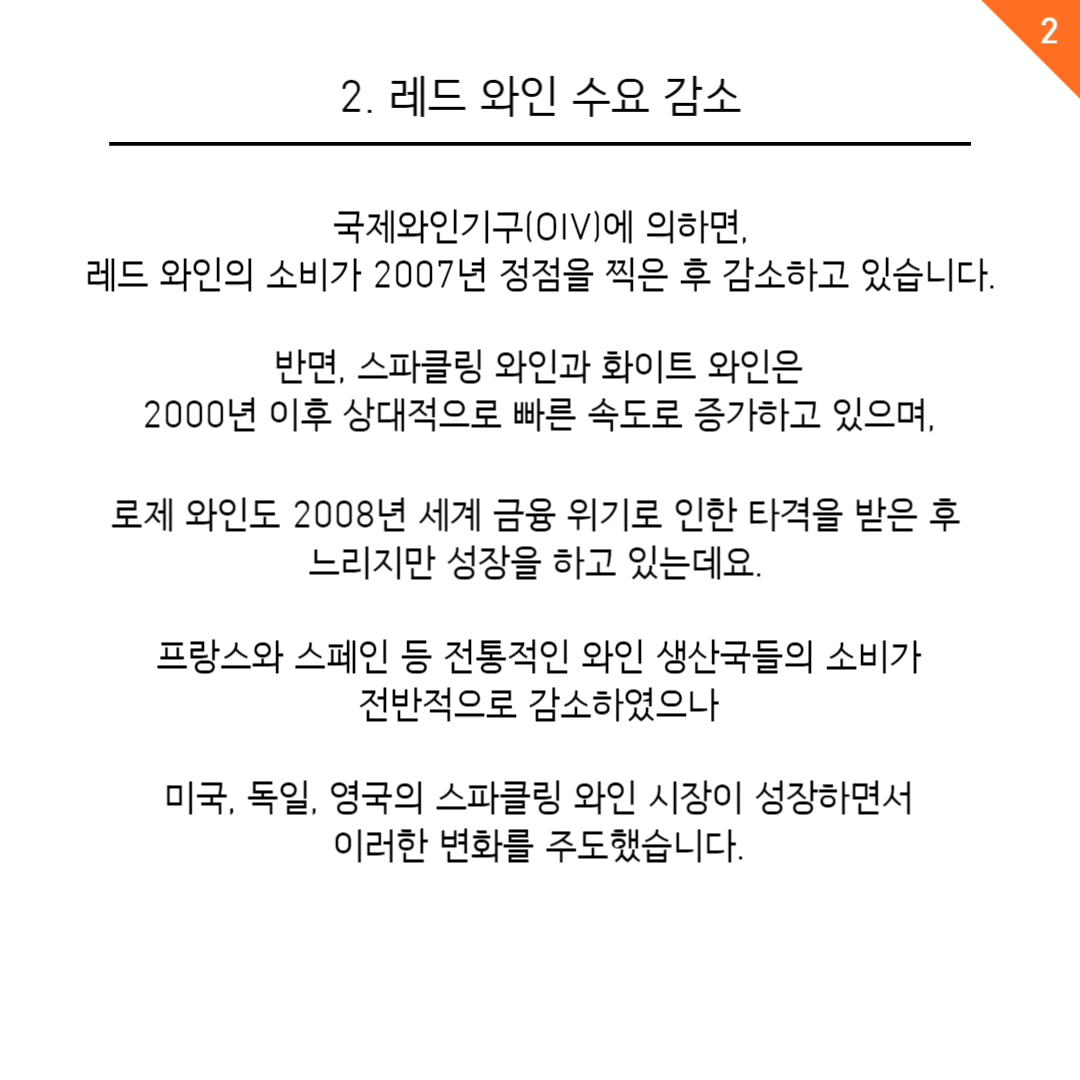 2
2. 레드 와인 수요 감소
국제와인기구(OIV)에 의하면,
레드 와인의 소비가 2007년 정점을 찍은 후 감소하고 있습니다.
반면, 스파클링 와인과 화이트 와인은
2000년 이후 상대적으로 빠른 속도로 증가하고 있으며,
로제 와인도 2008년 세계 금융 위기로 인한 타격을 받은 후
느리지만 성장을 하고 있는데요.
프랑스와 스페인 등 전통적인 와인 생산국들의 소비가
전반적으로 감소하였으나
미국, 독일, 영국의 스파클링 와인 시장이 성장하면서
이러한 변화를 주도했습니다.